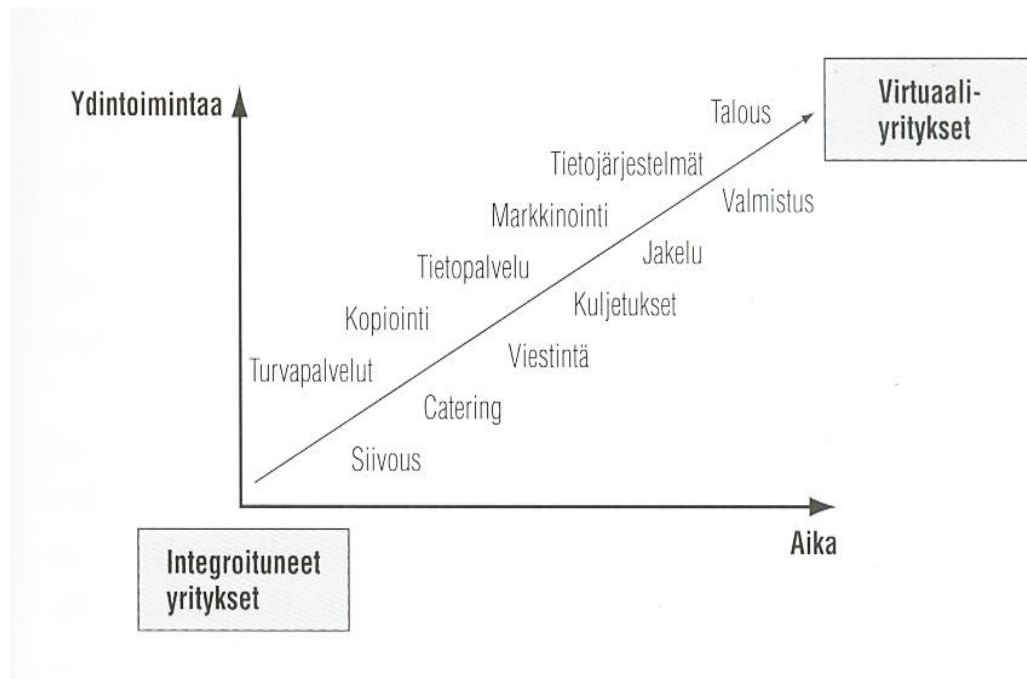 Ydintoimintaa
Virtuaali-
yritykset
Talous
Tietojärjestelmät
Valmistus
Markkinointi
Jakelu
Tietopalvelu
Kuljetukset
Kopiointi
Viestintä
Turvapalvelut
Catering
Siivous
Aika
Integroituneet
yritykset